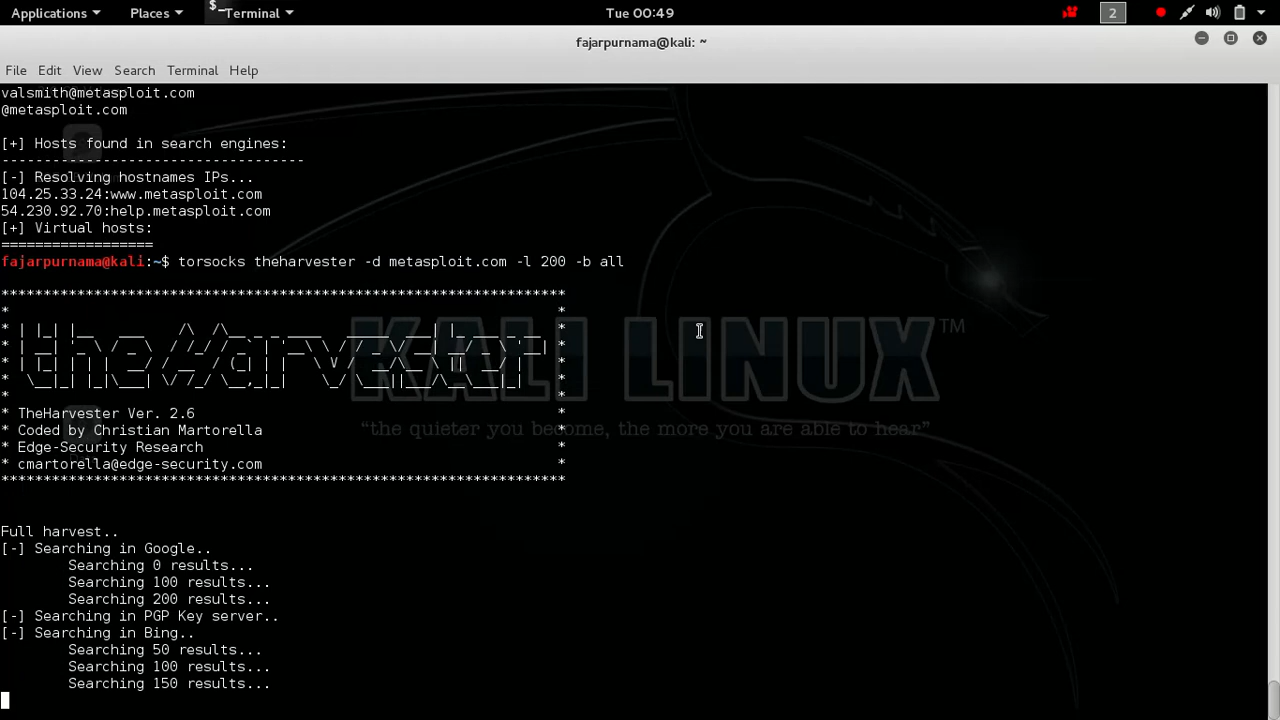 Applications Places $_Terminal Tue 00:49 2
fajarpurnama@kali: ~
File Edit View Search Terminal Help
valsmith@metasploit.com
@metasploit.com
[+] Hosts found in search engines:
------------------------------------
[-] Resolving hostnames IPs...
104.25.33.24:www.metasploit.com
54.230.92.70:help.metasploit.com
[+] Virtual hosts:
==================
fajarpurnama@kali:~$ torsocks theharvester -d metasploit.com -l 200 -b all
theHarvester
KALI LINUX™
* TheHarvester Ver. 2.6 *
* Coded by Christian Martorella *
“the quieter you become, the more you are able to hear”
* Edge-Security Research *
* cmartorella@edge-security.com *
Full harvest..
[-] Searching in Google..
Searching 0 results...
Searching 100 results...
Searching 200 results...
[-] Searching in PGP Key server..
[-] Searching in Bing..
Searching 50 results...
Searching 100 results...
Searching 150 results...